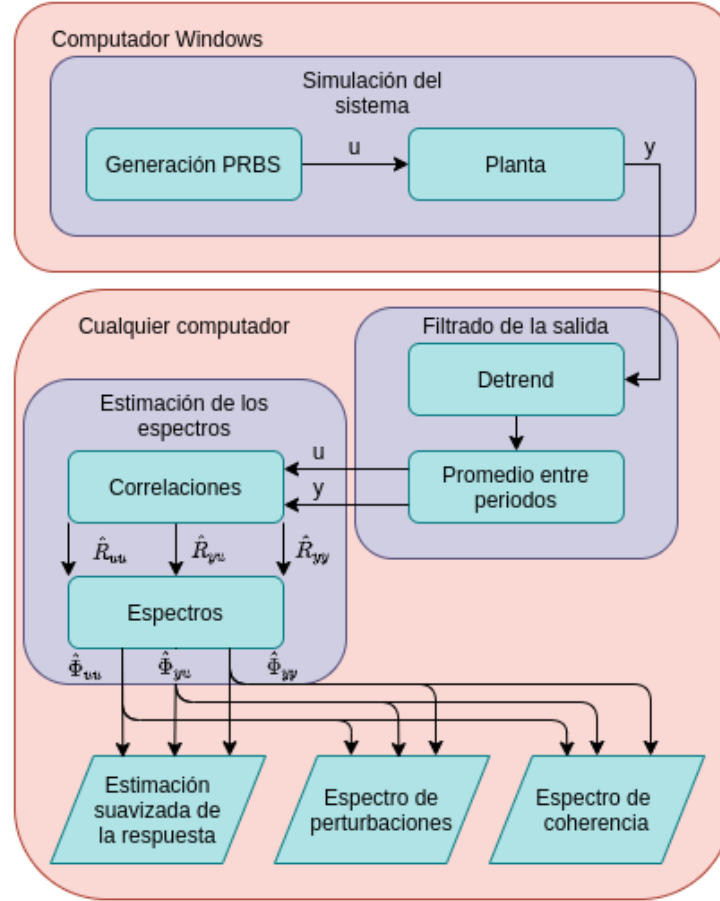 Computador Windows
Simulación del
sistema
Generación PRBS
u
Planta
y
Cualquier computador
Filtrado de la salida
Detrend
Estimación de los
espectros
u
y
Promedio entre
periodos
Correlaciones
R̂uu
R̂yu
R̂yy
Espectros
Φ̂uu
Φ̂yu
Φ̂yy
Estimación
suavizada de
la respuesta
Espectro de
perturbaciones
Espectro de
coherencia